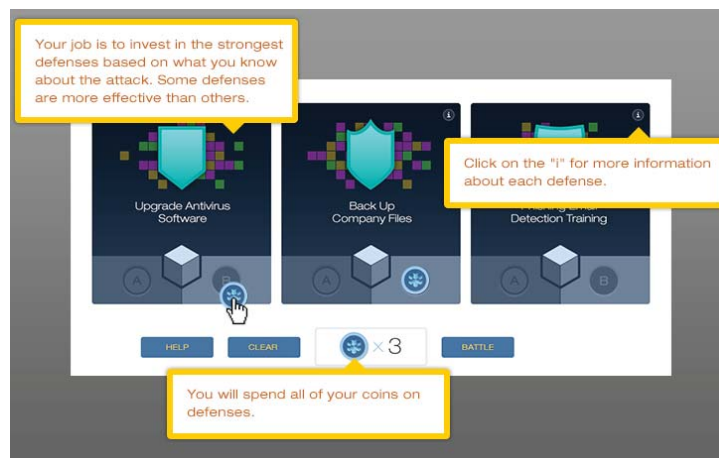 Your job is to invest in the strongest
defenses based on what you know
about the attack. Some defenses
are more effective than others.
i
i
Click on the "i" for more information
about each defense.
Upgrade Antivirus
Software
Back Up
Company Files
Detection Training
A
B
A
A
B
HELP
CLEAR
× 3
BATTLE
You will spend all of your coins on
defenses.